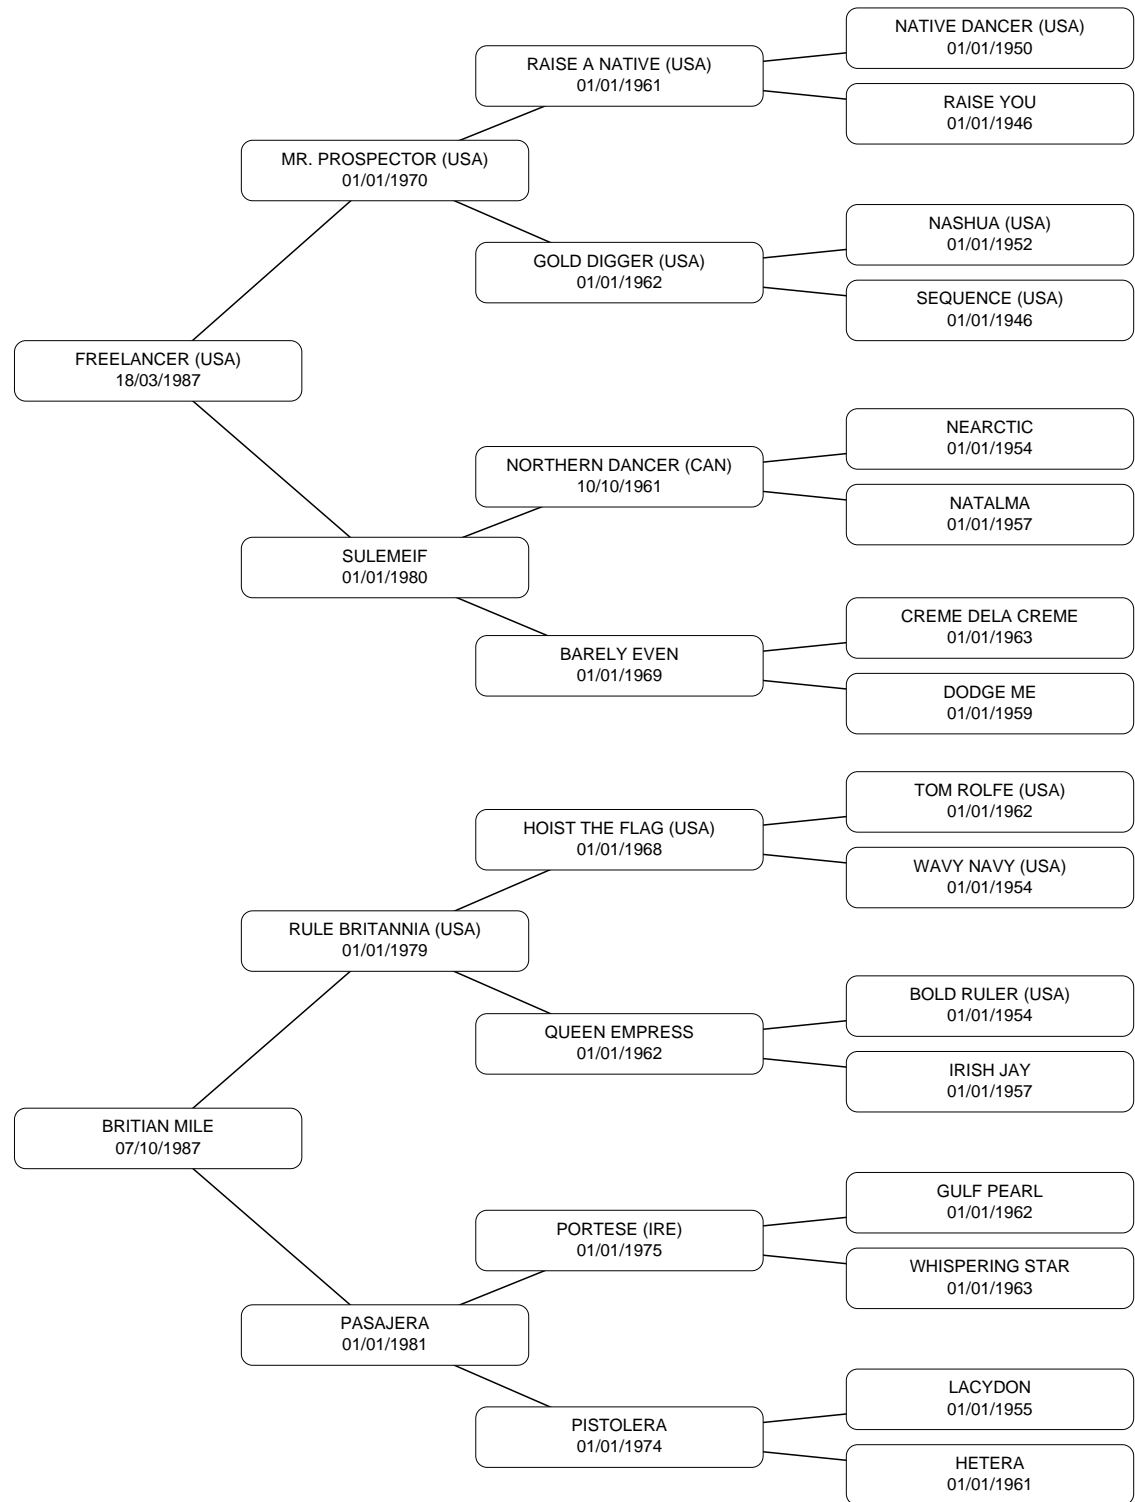 NATIVE DANCER (USA)
01/01/1950
RAISE A NATIVE (USA)
01/01/1961
RAISE YOU
01/01/1946
MR. PROSPECTOR (USA)
01/01/1970
NASHUA (USA)
01/01/1952
GOLD DIGGER (USA)
01/01/1962
SEQUENCE (USA)
01/01/1946
FREELANCER (USA)
18/03/1987
NEARCTIC
01/01/1954
NORTHERN DANCER (CAN)
10/10/1961
NATALMA
01/01/1957
SULEMEIF
01/01/1980
CREME DELA CREME
01/01/1963
BARELY EVEN
01/01/1969
DODGE ME
01/01/1959
TOM ROLFE (USA)
01/01/1962
HOIST THE FLAG (USA)
01/01/1968
WAVY NAVY (USA)
01/01/1954
RULE BRITANNIA (USA)
01/01/1979
BOLD RULER (USA)
01/01/1954
QUEEN EMPRESS
01/01/1962
IRISH JAY
01/01/1957
BRITIAN MILE
07/10/1987
GULF PEARL
01/01/1962
PORTESE (IRE)
01/01/1975
WHISPERING STAR
01/01/1963
PASAJERA
01/01/1981
LACYDON
01/01/1955
PISTOLERA
01/01/1974
HETERA
01/01/1961